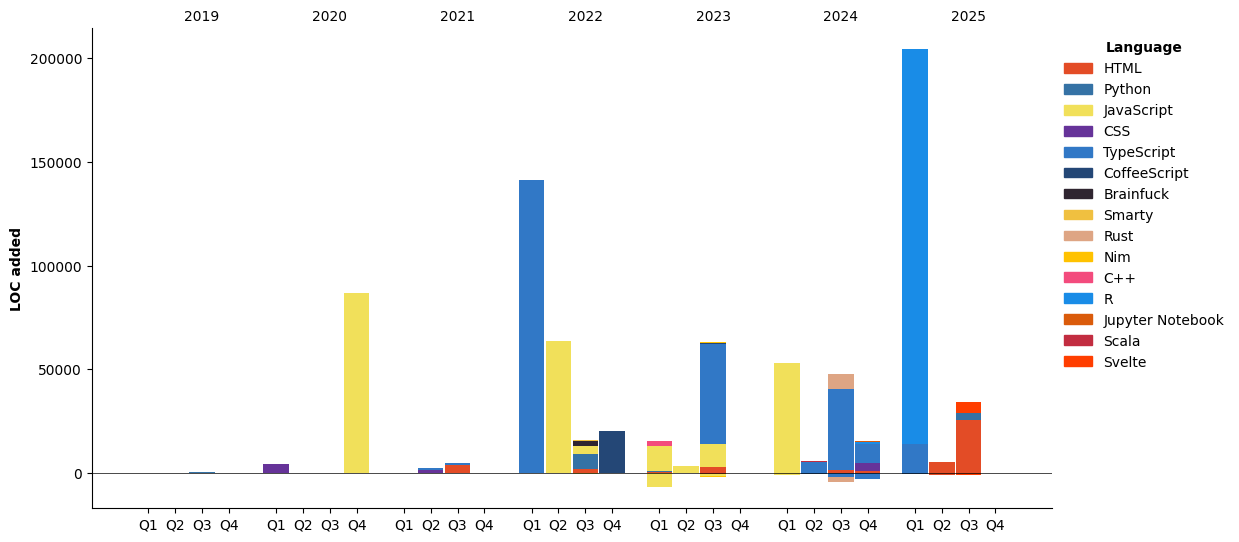 2019 2020 2021 2022 2023 2024 2025
200000
150000
100000
50000
0
LOC added
Q1 Q2 Q3 Q4 Q1 Q2 Q3 Q4 Q1 Q2 Q3 Q4 Q1 Q2 Q3 Q4 Q1 Q2 Q3 Q4 Q1 Q2 Q3 Q4 Q1 Q2 Q3 Q4
Language
HTML
Python
JavaScript
CSS
TypeScript
CoffeeScript
Brainfuck
Smarty
Rust
Nim
C++
R
Jupyter Notebook
Scala
Svelte